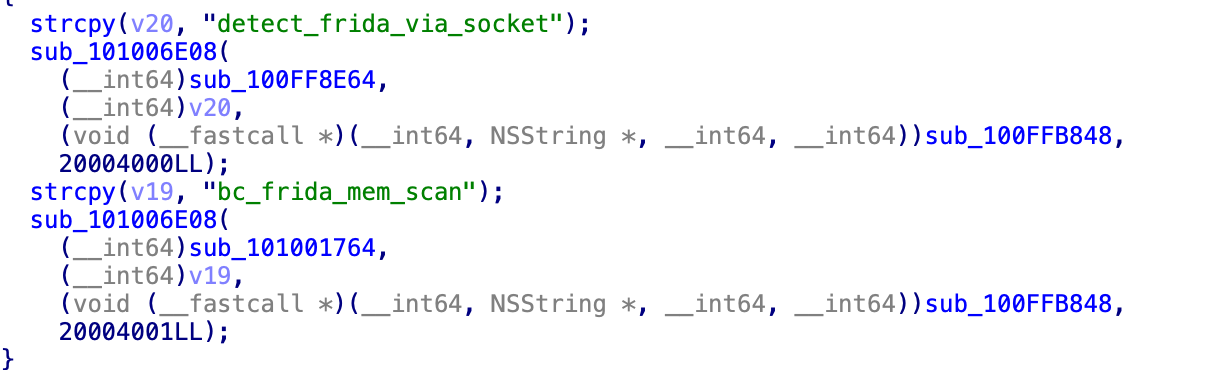 {
strcpy(v20, "detect_frida_via_socket");
sub_101006E08(
(__int64)sub_100FF8E64,
(__int64)v20,
(void (__fastcall *)(__int64, NSString *, __int64, __int64))sub_100FFB848,
20004000LL);
strcpy(v19, "bc_frida_mem_scan");
sub_101006E08(
(__int64)sub_101001764,
(__int64)v19,
(void (__fastcall *)(__int64, NSString *, __int64, __int64))sub_100FFB848,
20004001LL);
}